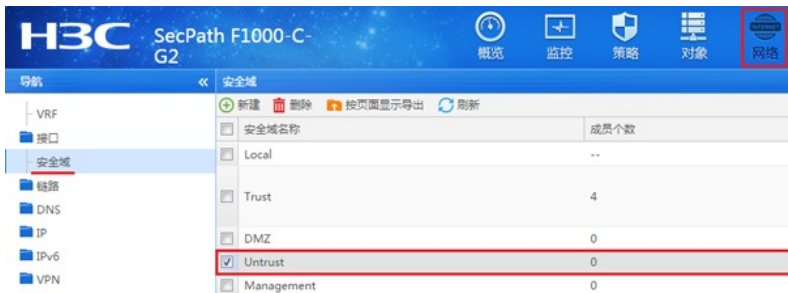 H3C SecPath F1000-C-G2
概览 监控 策略 对象 网络
导航 « 安全域
新建 删除 按页面显示导出 刷新
VRF
接口
安全域
链路
DNS
IP
IPv6
VPN
安全域名称 成员个数
Local --
Trust 4
DMZ 0
Untrust 0
Management 0